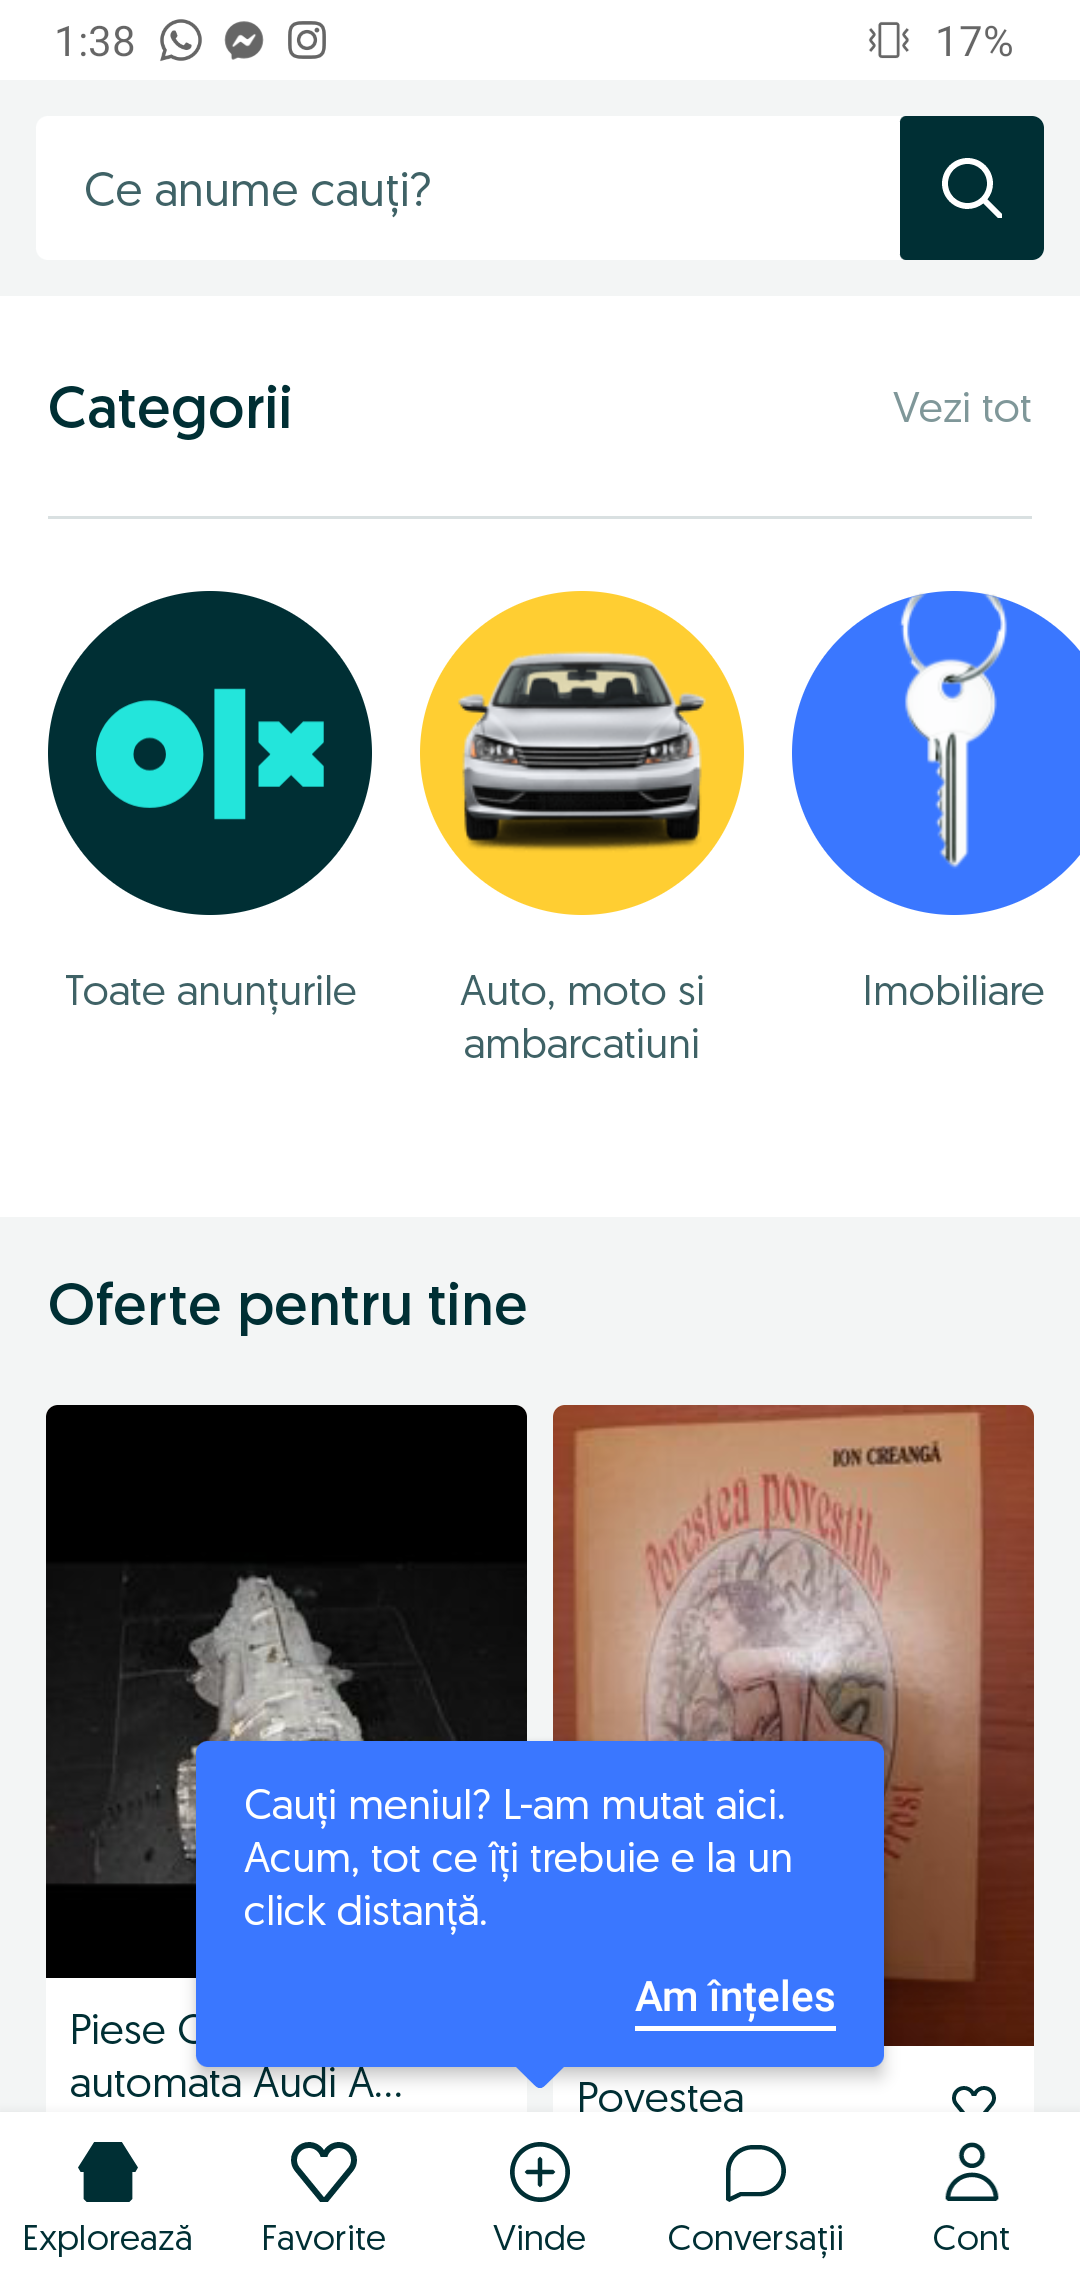 1:38
17%
Ce anume cauți?
Categorii
Vezi tot
olx
Toate anunțurile
Auto, moto si
ambarcatiuni
Imobiliare
Oferte pentru tine
ION CREANGĂ
Povestea poveștilor
Cauți meniul? L-am mutat aici.
Acum, tot ce îți trebuie e la un
click distanță.
Am înțeles
Piese
automata Audi A...
Povestea
Explorează
Favorite
Vinde
Conversații
Cont